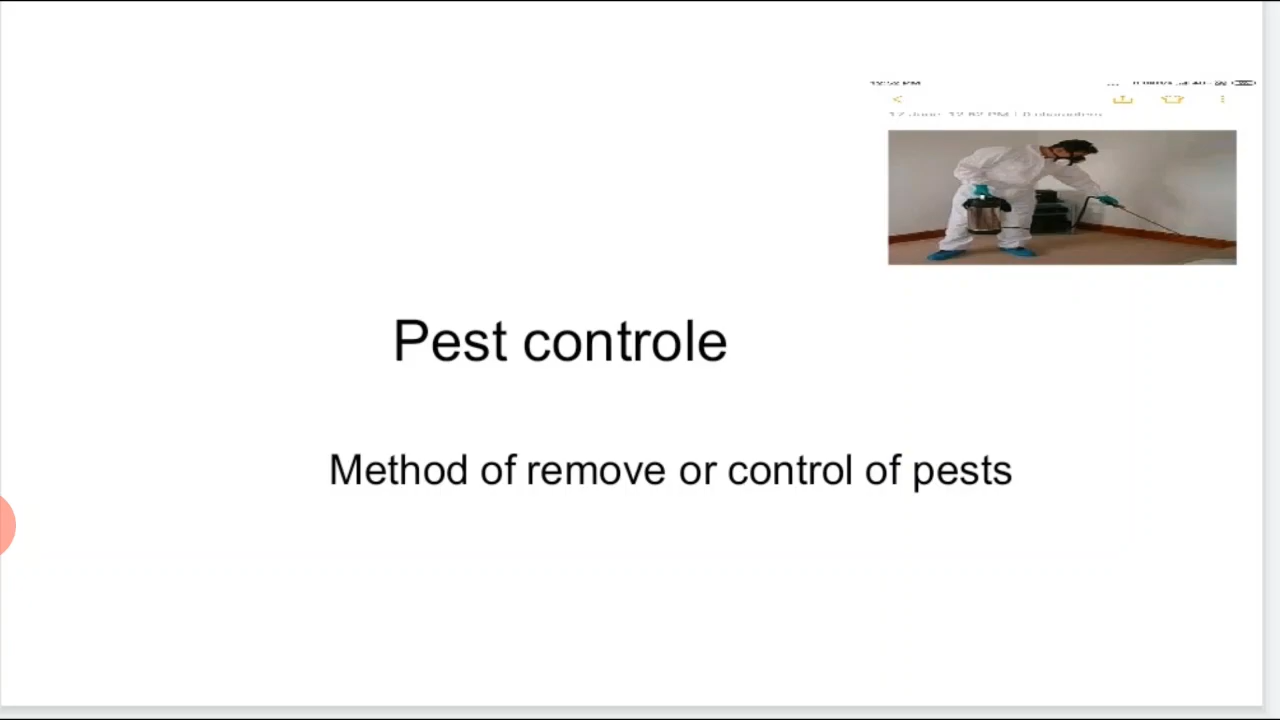 Pest controle
Method of remove or control of pests